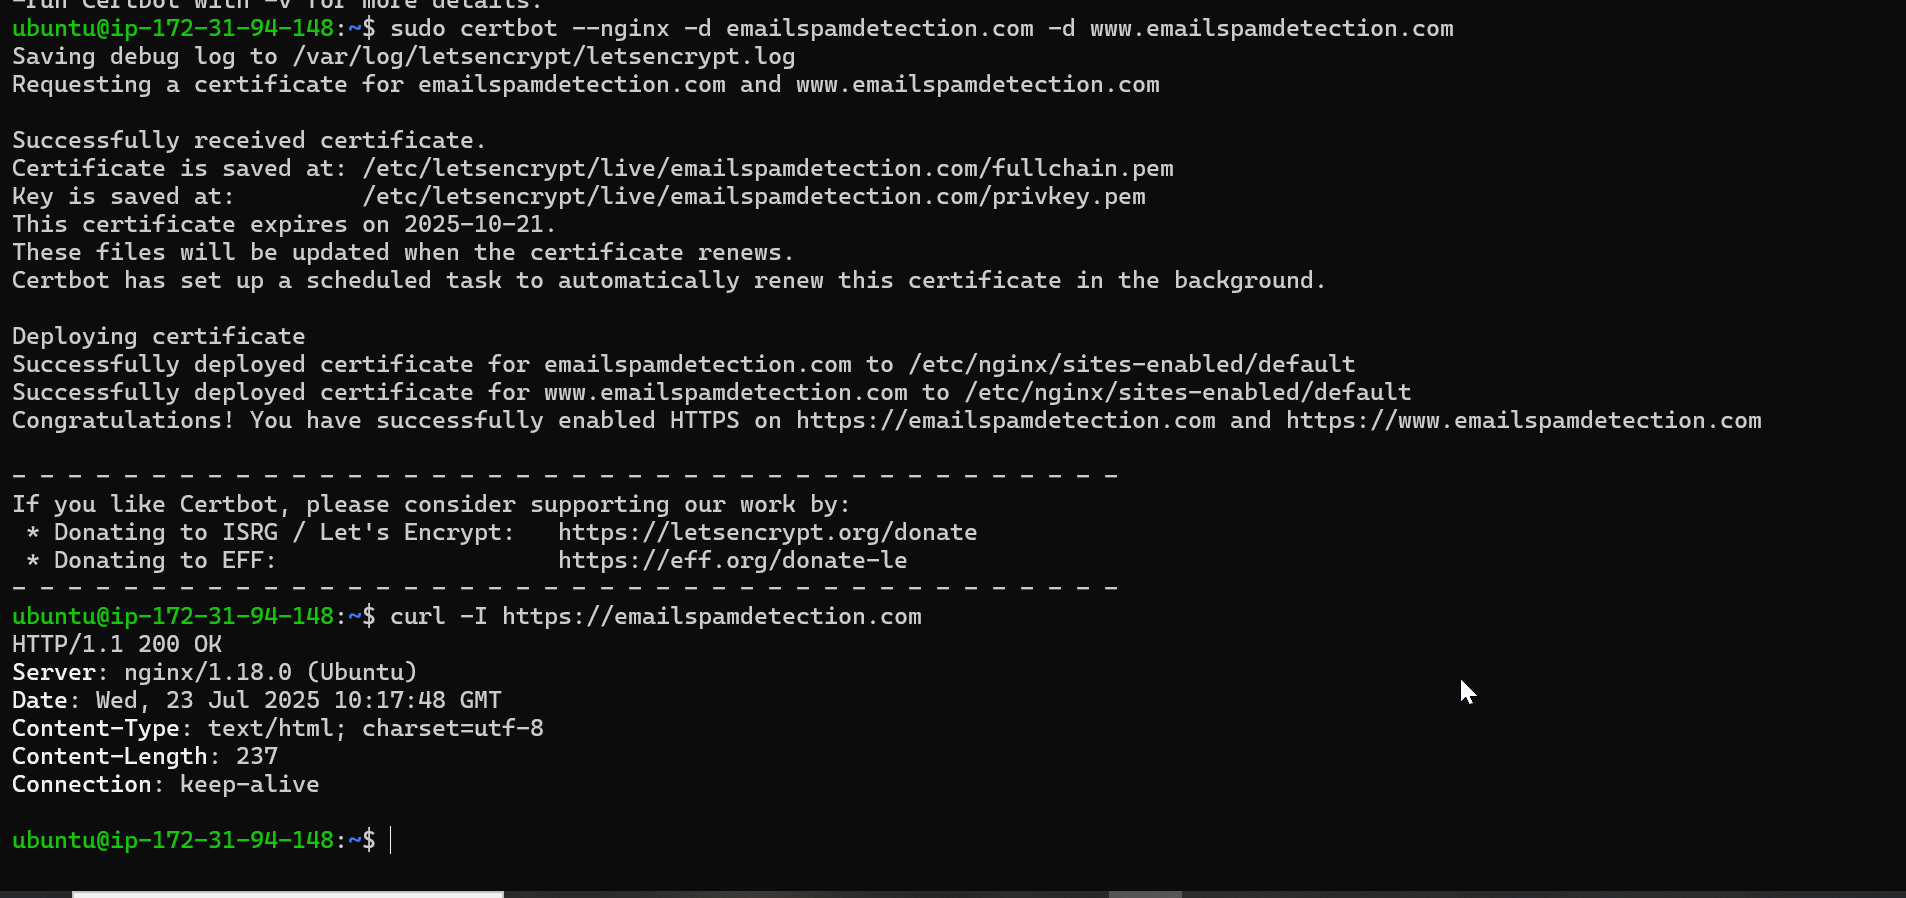 -run Certbot with -v for more details.
ubuntu@ip-172-31-94-148:~$ sudo certbot --nginx -d emailspamdetection.com -d www.emailspamdetection.com
Saving debug log to /var/log/letsencrypt/letsencrypt.log
Requesting a certificate for emailspamdetection.com and www.emailspamdetection.com
Successfully received certificate.
Certificate is saved at: /etc/letsencrypt/live/emailspamdetection.com/fullchain.pem
Key is saved at:         /etc/letsencrypt/live/emailspamdetection.com/privkey.pem
This certificate expires on 2025-10-21.
These files will be updated when the certificate renews.
Certbot has set up a scheduled task to automatically renew this certificate in the background.
Deploying certificate
Successfully deployed certificate for emailspamdetection.com to /etc/nginx/sites-enabled/default
Successfully deployed certificate for www.emailspamdetection.com to /etc/nginx/sites-enabled/default
Congratulations! You have successfully enabled HTTPS on https://emailspamdetection.com and https://www.emailspamdetection.com
- - - - - - - - - - - - - - - - - - - - - - - - - - - - - - - - - - - - - - - -
If you like Certbot, please consider supporting our work by:
 * Donating to ISRG / Let's Encrypt:   https://letsencrypt.org/donate
 * Donating to EFF:                    https://eff.org/donate-le
- - - - - - - - - - - - - - - - - - - - - - - - - - - - - - - - - - - - - - - -
ubuntu@ip-172-31-94-148:~$ curl -I https://emailspamdetection.com
HTTP/1.1 200 OK
Server: nginx/1.18.0 (Ubuntu)
Date: Wed, 23 Jul 2025 10:17:48 GMT
Content-Type: text/html; charset=utf-8
Content-Length: 237
Connection: keep-alive
ubuntu@ip-172-31-94-148:~$